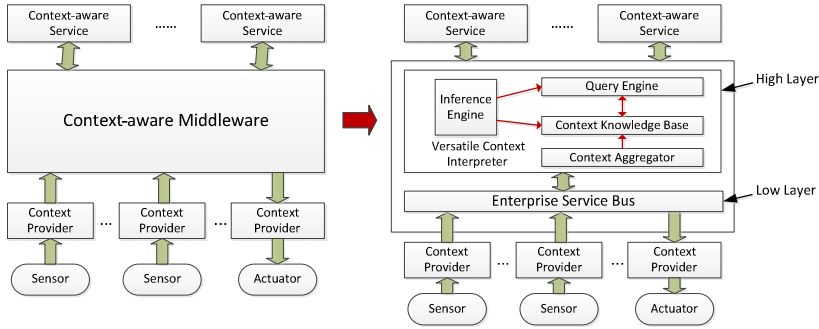 Context-aware
Service
......
Context-aware
Service
Context-aware Middleware
Context
Provider
...
Context
Provider
...
Context
Provider
Sensor
Sensor
Actuator
Context-aware
Service
......
Context-aware
Service
High Layer
Inference
Engine
Query Engine
Context Knowledge Base
Versatile Context
Interpreter
Context Aggregator
Enterprise Service Bus
Low Layer
Context
Provider
...
Context
Provider
...
Context
Provider
Sensor
Sensor
Actuator